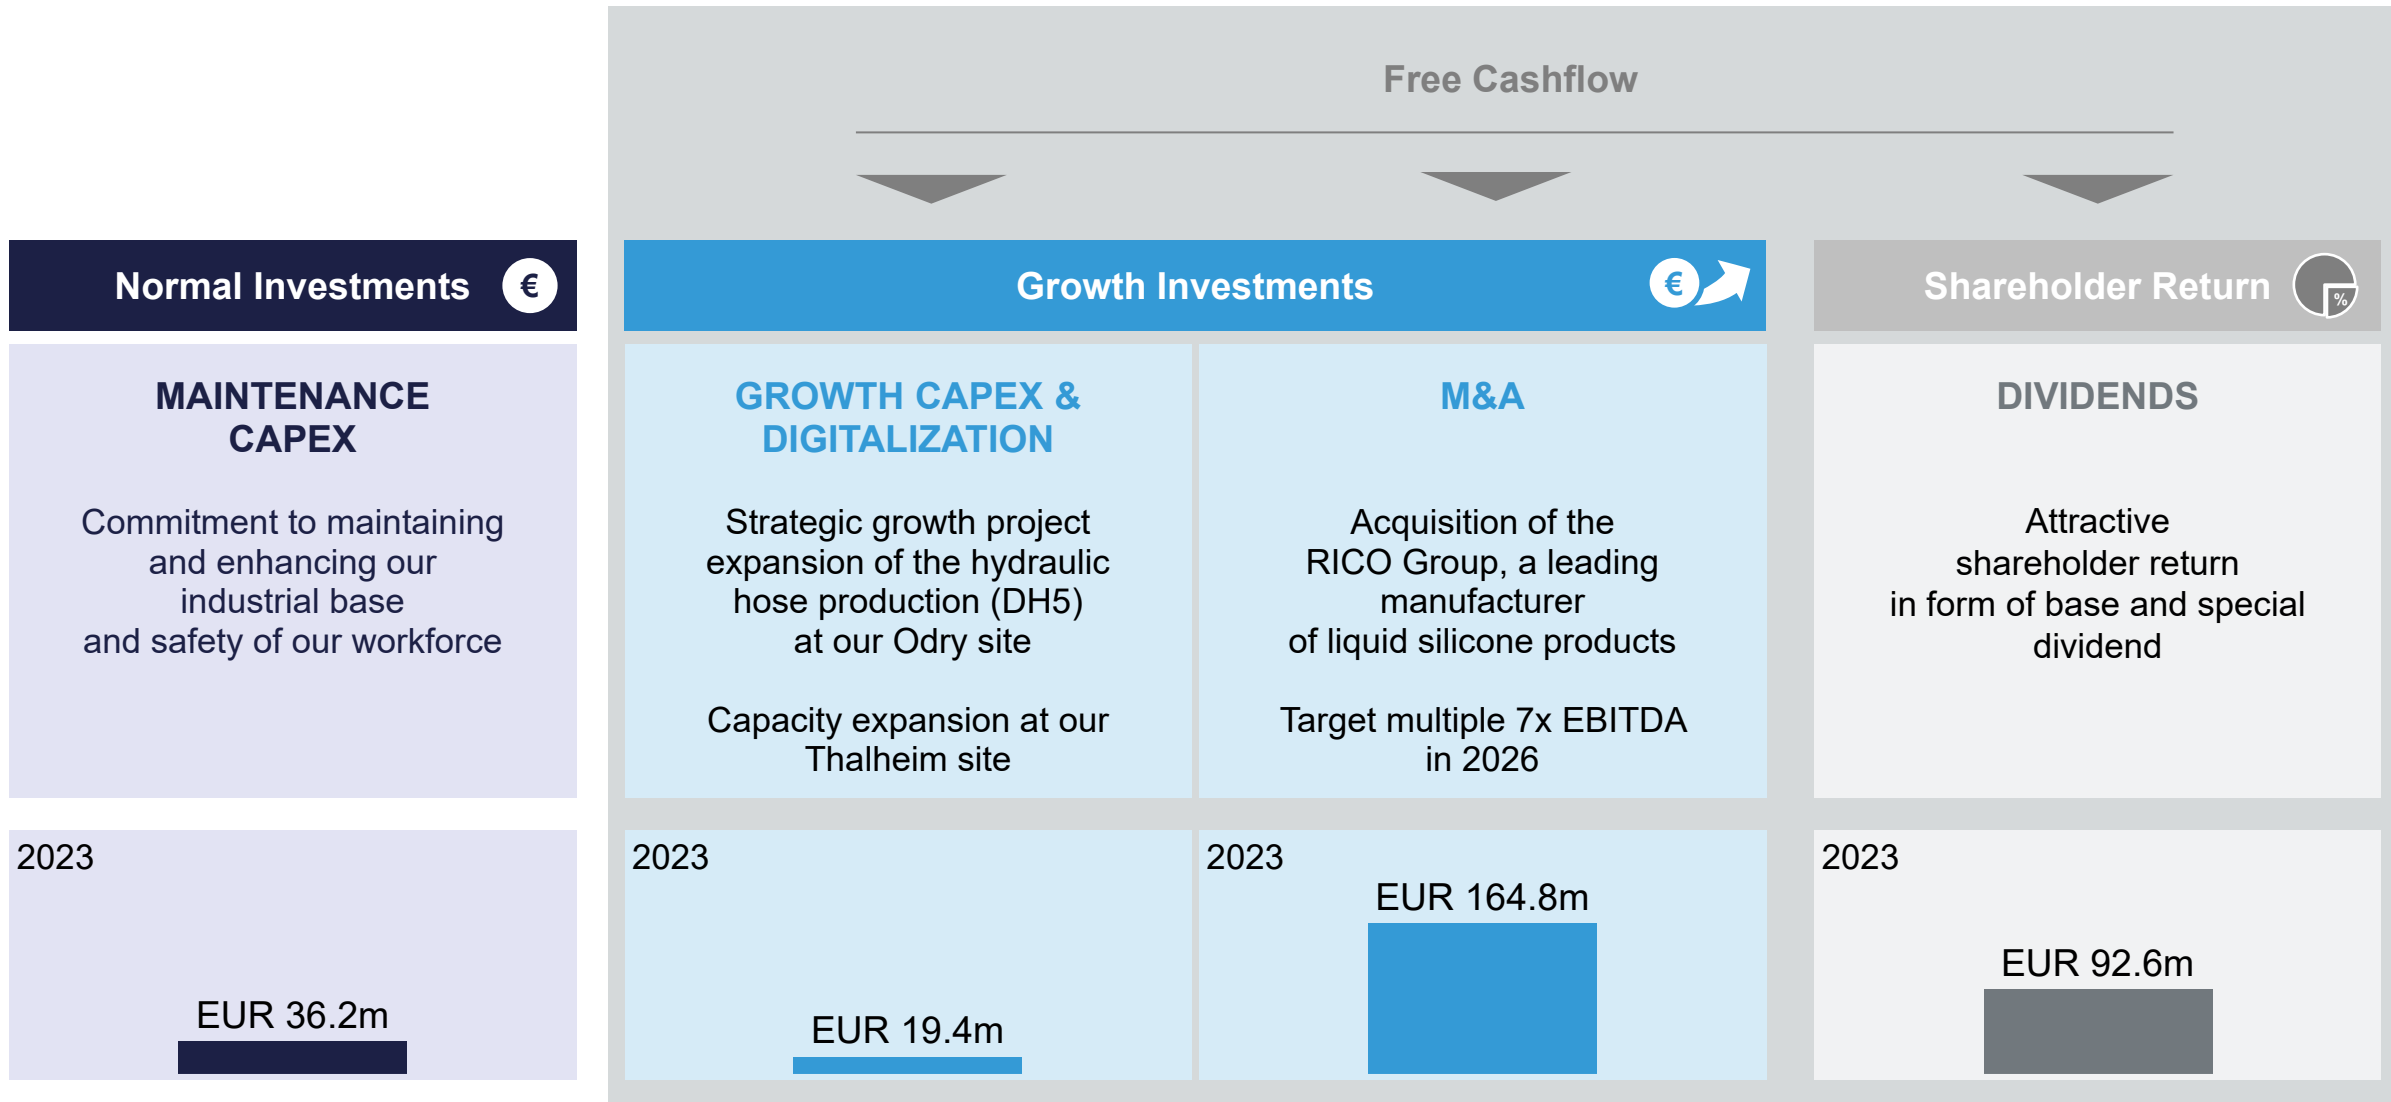 Free Cashflow
Normal Investments €
Growth Investments €
Shareholder Return %
MAINTENANCE
CAPEX
Commitment to maintaining
and enhancing our
industrial base
and safety of our workforce
GROWTH CAPEX &
DIGITALIZATION
Strategic growth project
expansion of the hydraulic
hose production (DH5)
at our Odry site
Capacity expansion at our
Thalheim site
M&A
Acquisition of the
RICO Group, a leading
manufacturer
of liquid silicone products
Target multiple 7x EBITDA
in 2026
DIVIDENDS
Attractive
shareholder return
in form of base and special
dividend
2023
EUR 36.2m
2023
EUR 19.4m
2023
EUR 164.8m
2023
EUR 92.6m